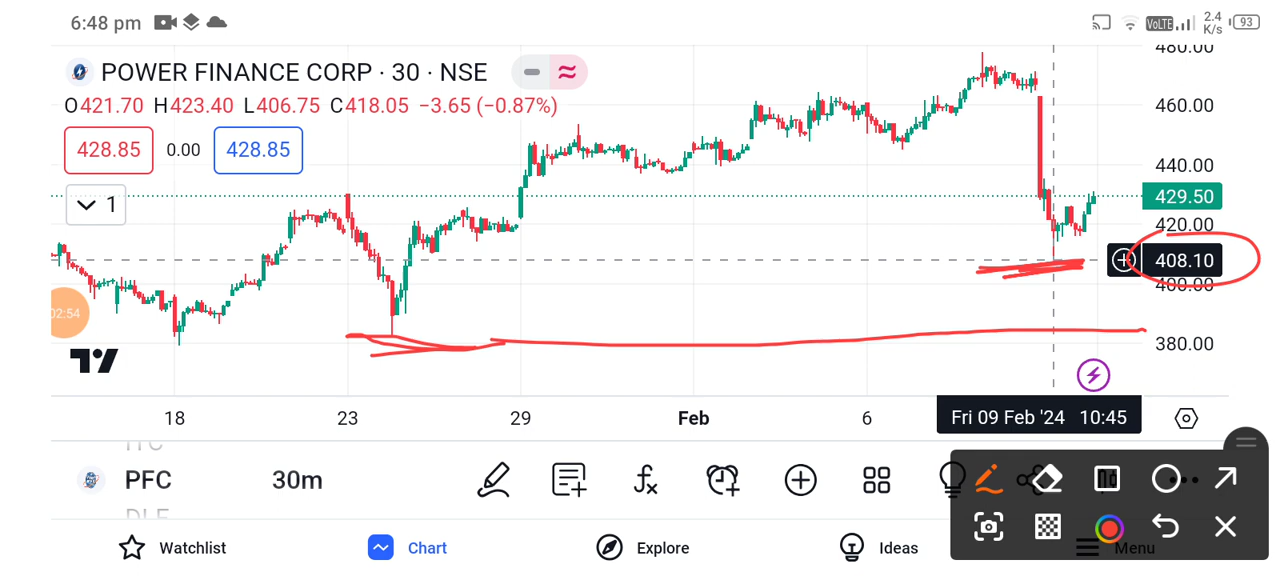 6:48 pm VoLTE 2.4 K/s 93
480.00
POWER FINANCE CORP · 30 · NSE
O421.70 H423.40 L406.75 C418.05 −3.65 (−0.87%)
460.00
428.85 0.00 428.85
440.00
1
429.50
420.00
408.10
400.00
02:54
380.00
18 23 29 Feb 6 Fri 09 Feb '24 10:45
ITC
PFC 30m
DLF
Watchlist Chart Explore Ideas Menu